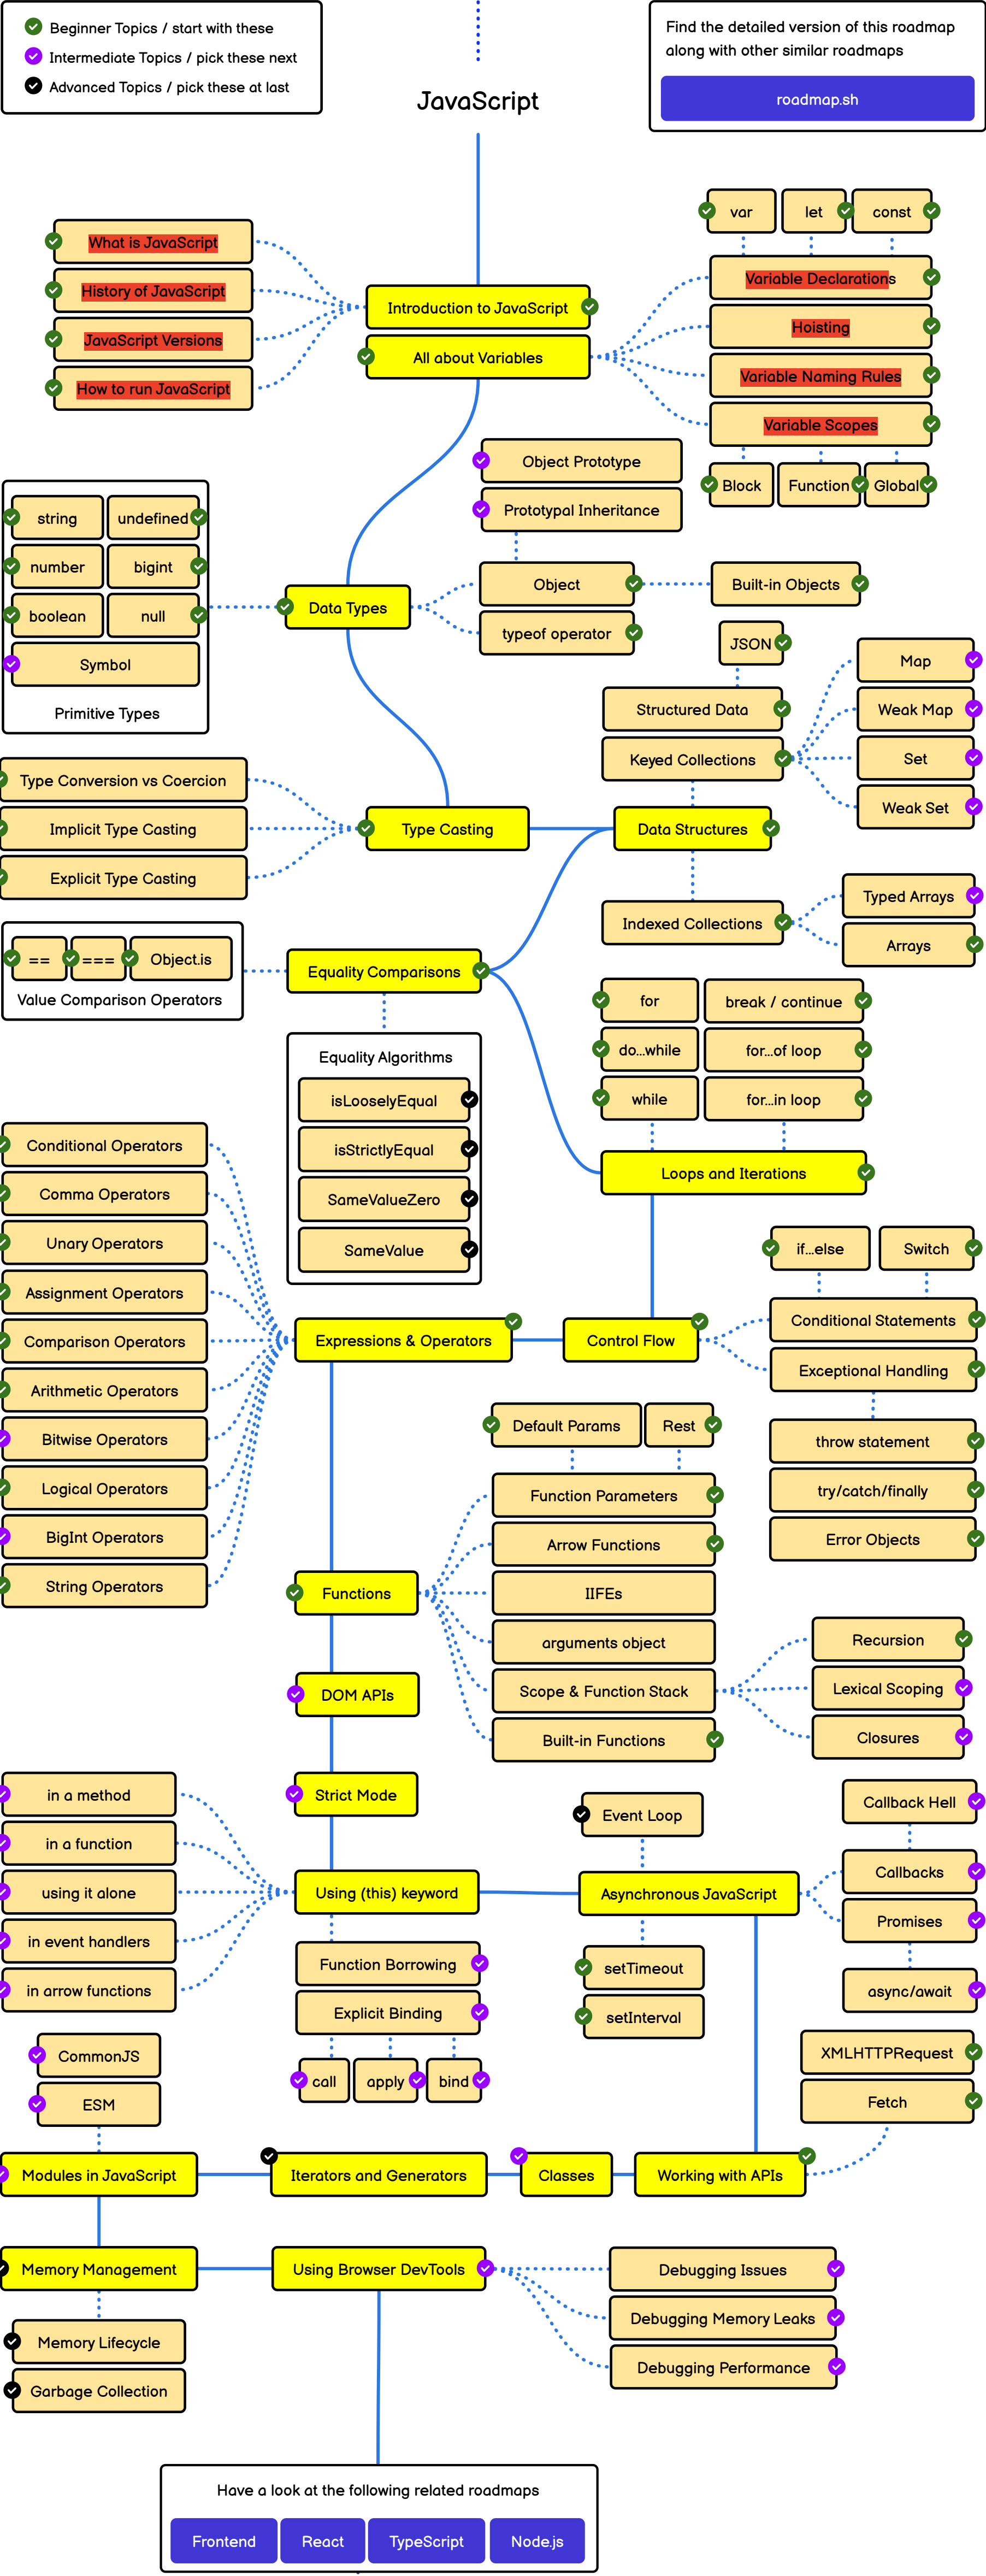 Beginner Topics / start with these
Intermediate Topics / pick these next
Advanced Topics / pick these at last
Find the detailed version of this roadmap
along with other similar roadmaps
roadmap.sh
JavaScript
What is JavaScript
History of JavaScript
JavaScript Versions
How to run JavaScript
Introduction to JavaScript
All about Variables
var
let
const
Variable Declarations
Hoisting
Variable Naming Rules
Variable Scopes
Block
Function
Global
Object Prototype
Prototypal Inheritance
string
undefined
number
bigint
boolean
null
Symbol
Primitive Types
Data Types
Object
typeof operator
Built-in Objects
JSON
Structured Data
Keyed Collections
Map
Weak Map
Set
Weak Set
Type Conversion vs Coercion
Implicit Type Casting
Explicit Type Casting
Type Casting
Data Structures
Indexed Collections
Typed Arrays
Arrays
==
===
Object.is
Value Comparison Operators
Equality Comparisons
Equality Algorithms
isLooselyEqual
isStrictlyEqual
SameValueZero
SameValue
for
break / continue
do...while
for...of loop
while
for...in loop
Loops and Iterations
Conditional Operators
Comma Operators
Unary Operators
Assignment Operators
Comparison Operators
Arithmetic Operators
Bitwise Operators
Logical Operators
BigInt Operators
String Operators
Expressions & Operators
Control Flow
if...else
Switch
Conditional Statements
Exceptional Handling
throw statement
try/catch/finally
Error Objects
Default Params
Rest
Function Parameters
Arrow Functions
IIFEs
arguments object
Scope & Function Stack
Built-in Functions
Functions
Recursion
Lexical Scoping
Closures
DOM APIs
Strict Mode
in a method
in a function
using it alone
in event handlers
in arrow functions
Using (this) keyword
Function Borrowing
Explicit Binding
call
apply
bind
Event Loop
Asynchronous JavaScript
setTimeout
setInterval
Callback Hell
Callbacks
Promises
async/await
XMLHTTPRequest
Fetch
CommonJS
ESM
Modules in JavaScript
Iterators and Generators
Classes
Working with APIs
Memory Management
Using Browser DevTools
Debugging Issues
Debugging Memory Leaks
Debugging Performance
Memory Lifecycle
Garbage Collection
Have a look at the following related roadmaps
Frontend
React
TypeScript
Node.js